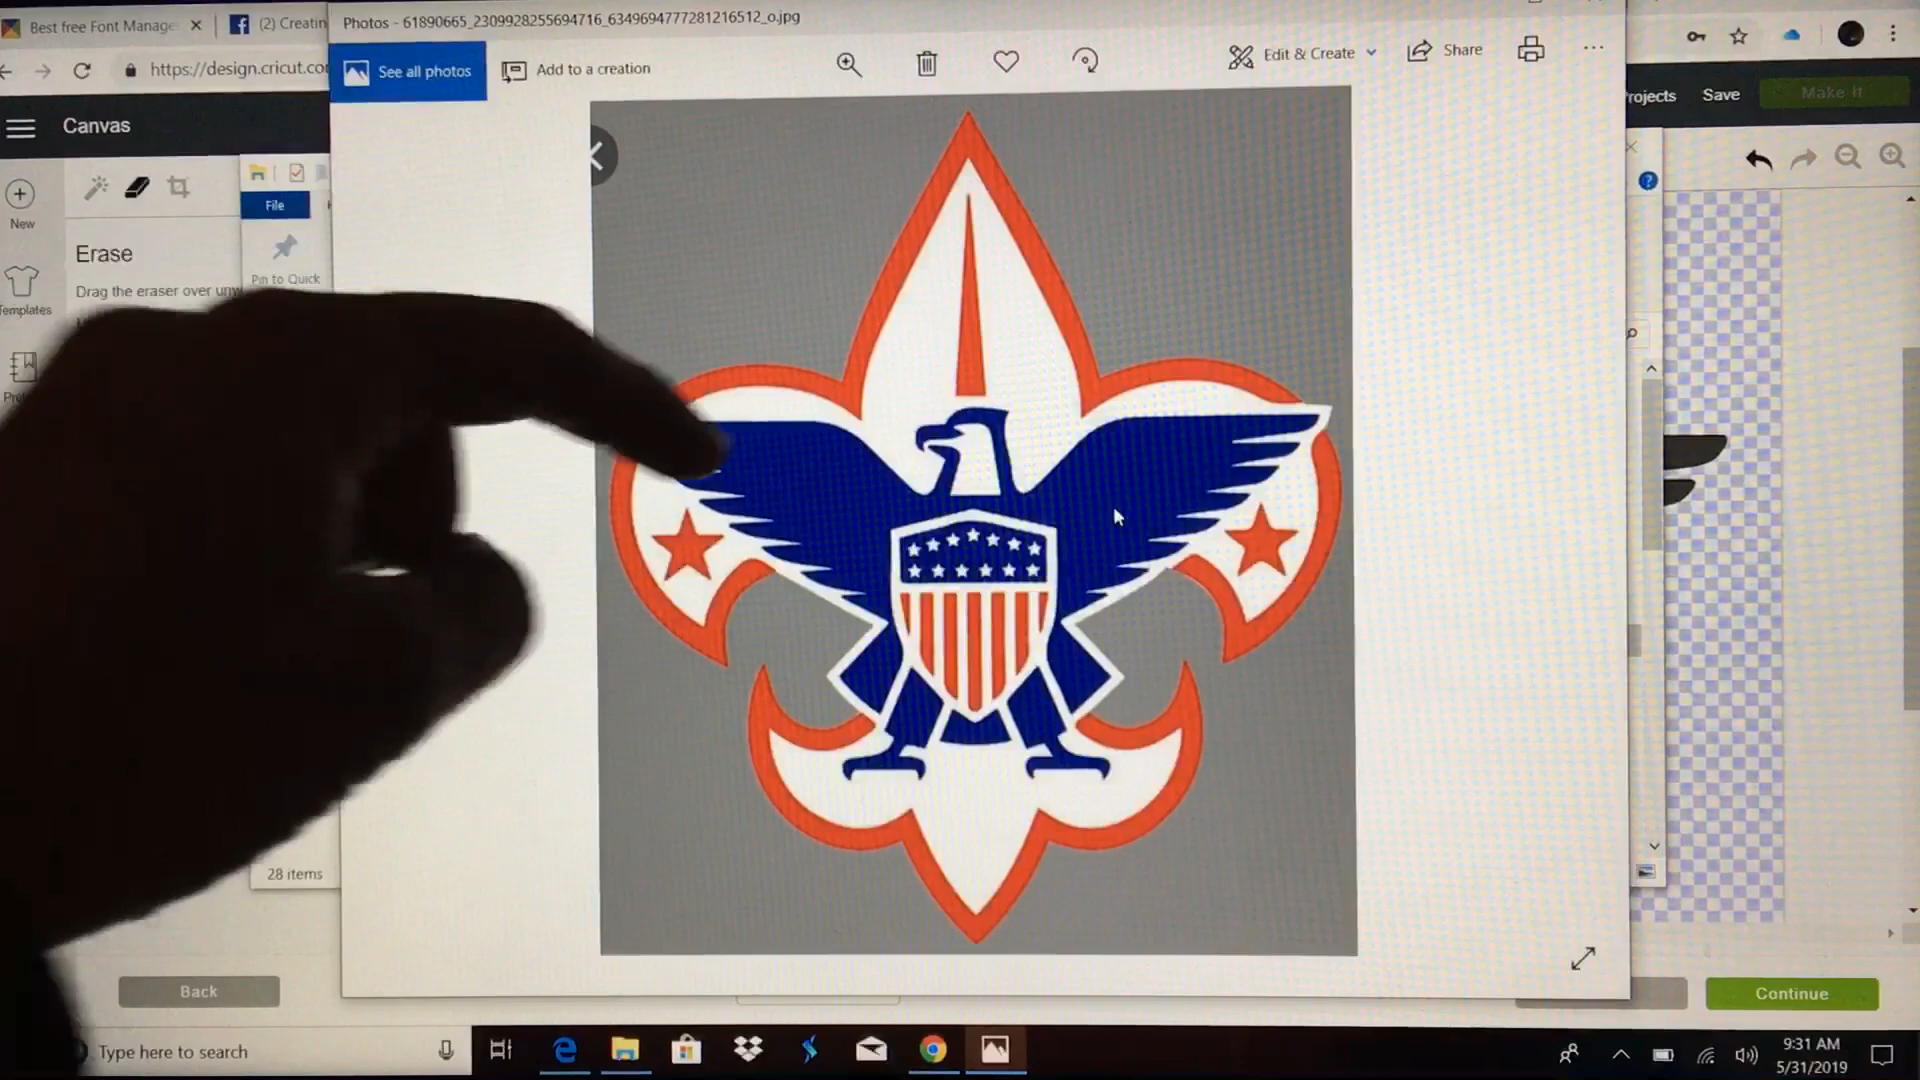 Best free Font Manage
(2) Creatin
Photos - 61890665_2309928255694716_6349694777281216512_o.jpg
https://design.cricut.co
See all photos
Add to a creation
Edit & Create
Share
Canvas
rojects
Save
Make It
File
New
Pin to Quick
Erase
Drag the eraser over unw
emplates
28 items
Back
Continue
Type here to search
9:31 AM
5/31/2019